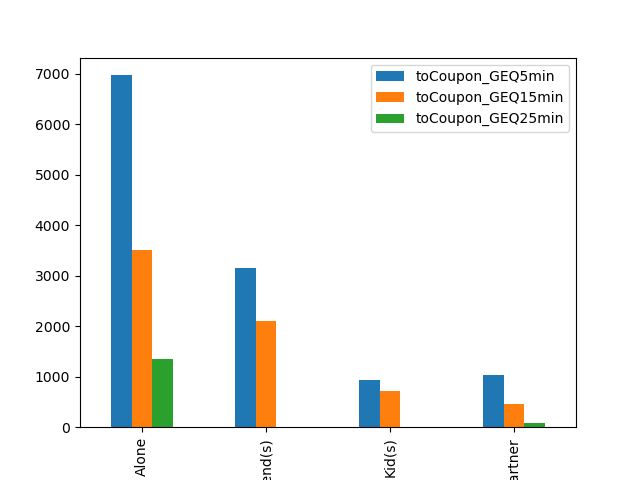 toCoupon_GEQ5min
toCoupon_GEQ15min
toCoupon_GEQ25min
7000
6000
5000
4000
3000
2000
1000
0
Alone
end(s)
Kid(s)
artner